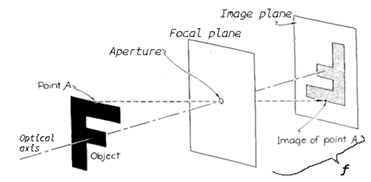 Image plane
Focal plane
Aperture
Point A
Optical
axis
Object
Image of point A
f